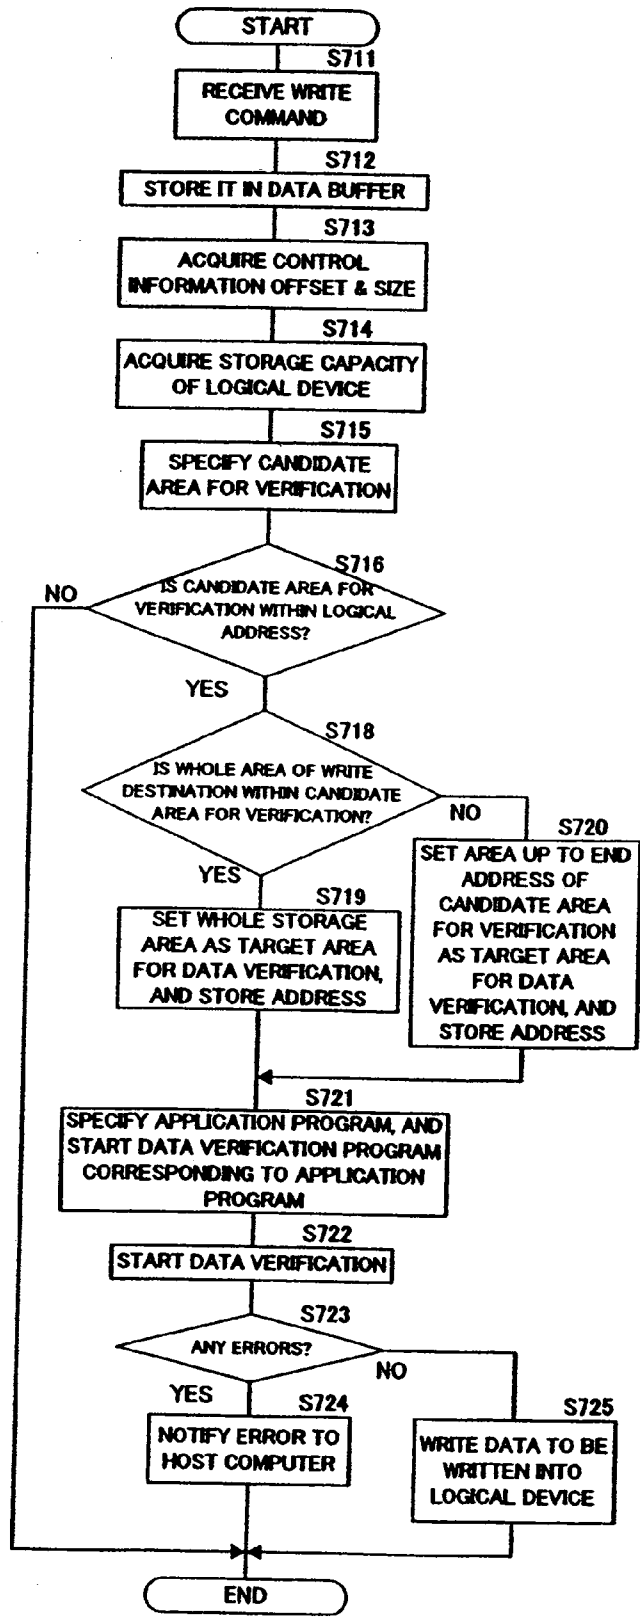 START
S711
RECEIVE WRITE
COMMAND
S712
STORE IT IN DATA BUFFER
S713
ACQUIRE CONTROL
INFORMATION OFFSET & SIZE
S714
ACQUIRE STORAGE CAPACITY
OF LOGICAL DEVICE
S715
SPECIFY CANDIDATE
AREA FOR VERIFICATION
S716
IS CANDIDATE AREA FOR
VERIFICATION WITHIN LOGICAL
ADDRESS?
NO
YES
S718
IS WHOLE AREA OF WRITE
DESTINATION WITHIN CANDIDATE
AREA FOR VERIFICATION?
NO
YES
S719
SET WHOLE STORAGE
AREA AS TARGET AREA
FOR DATA VERIFICATION,
AND STORE ADDRESS
S720
SET AREA UP TO END
ADDRESS OF
CANDIDATE AREA
FOR VERIFICATION
AS TARGET AREA
FOR DATA
VERIFICATION, AND
STORE ADDRESS
S721
SPECIFY APPLICATION PROGRAM, AND
START DATA VERIFICATION PROGRAM
CORRESPONDING TO APPLICATION
PROGRAM
S722
START DATA VERIFICATION
S723
ANY ERRORS?
NO
YES
S724
NOTIFY ERROR TO
HOST COMPUTER
S725
WRITE DATA TO BE
WRITTEN INTO
LOGICAL DEVICE
END